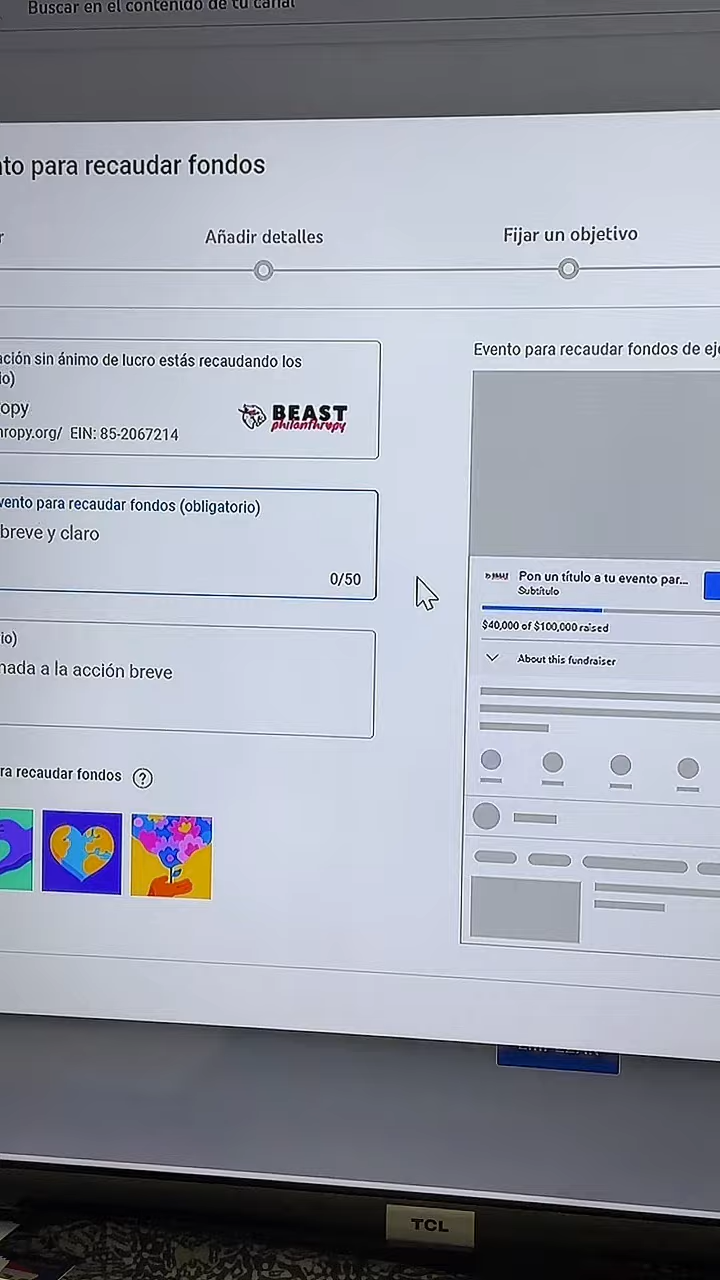 Buscar en el contenido de tu canal
nto para recaudar fondos
Añadir detalles
Fijar un objetivo
ación sin ánimo de lucro estás recaudando los
io)
opy
hropy.org/ EIN: 85-2067214
BEAST
philanthropy
vento para recaudar fondos (obligatorio)
breve y claro
0/50
io)
nada a la acción breve
ra recaudar fondos
?
Evento para recaudar fondos de eje
Pon un título a tu evento par...
Subtítulo
$40,000 of $100,000 raised
About this fundraiser
TCL